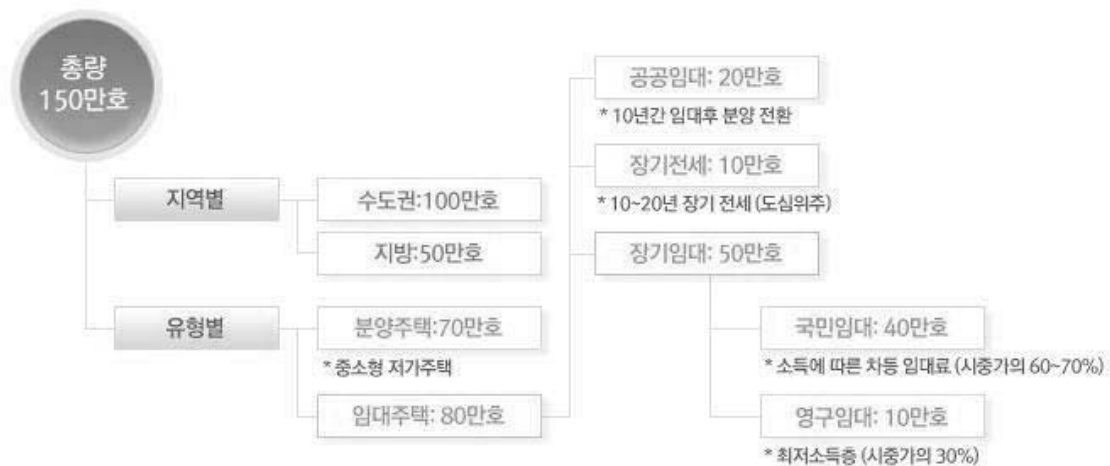 총량
150만호
지역별
수도권:100만호
지방:50만호
유형별
분양주택:70만호
* 중소형 저가주택
임대주택: 80만호
공공임대: 20만호
* 10년간 임대후 분양 전환
장기전세: 10만호
* 10~20년 장기 전세 (도심위주)
장기임대: 50만호
국민임대: 40만호
* 소득에 따른 차등 임대료 (시중가의 60~70%)
영구임대: 10만호
* 최저소득층 (시중가의 30%)